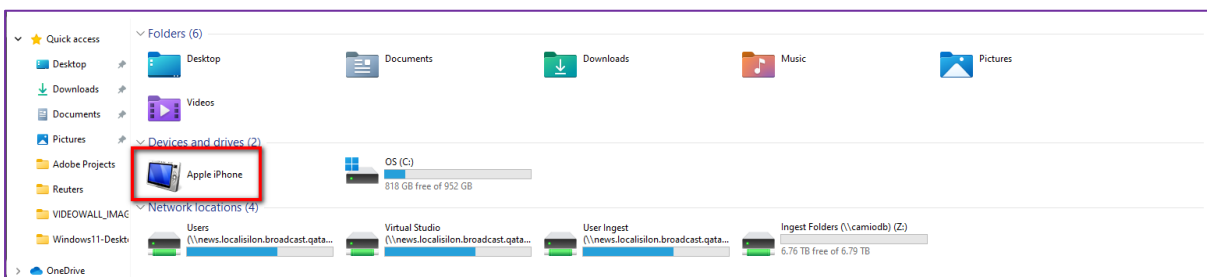 Quick access
Desktop
Downloads
Documents
Pictures
Adobe Projects
Reuters
VIDEOWALL_IMAG
Windows11-Deskt
OneDrive
Folders (6)
Desktop
Documents
Downloads
Music
Pictures
Videos
Devices and drives (2)
Apple iPhone
OS (C:)
818 GB free of 952 GB
Network locations (4)
Users
(\\news.localisilon.broadcast.qata...
Virtual Studio
(\\news.localisilon.broadcast.qata...
User Ingest
(\\news.localisilon.broadcast.qata...
Ingest Folders (\\camiodb) (Z:)
6.76 TB free of 6.79 TB